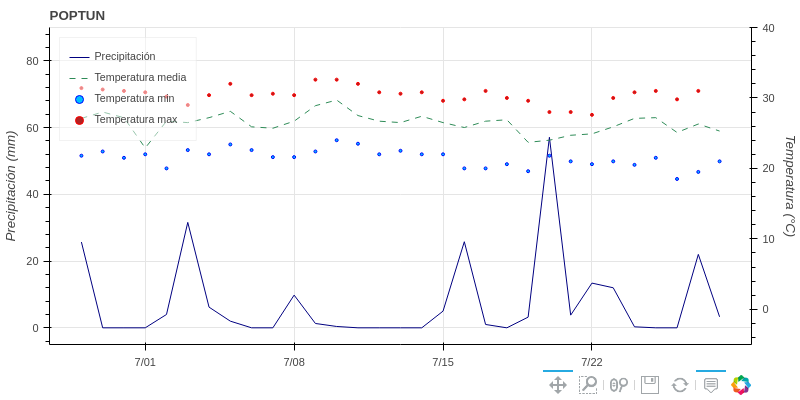 POPTUN
Precipitación
Temperatura media
Temperatura min
Temperatura max
Precipitación (mm)
80
60
40
20
0
40
30
20
10
0
Temperatura (°C)
7/01
7/08
7/15
7/22